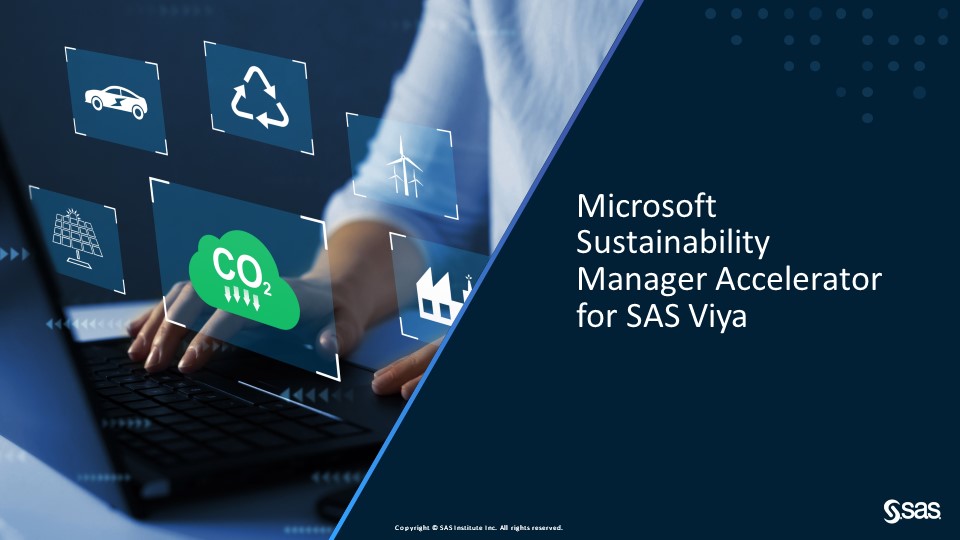 CO2
Microsoft
Sustainability
Manager Accelerator
for SAS Viya
Copyright © SAS Institute Inc. All rights reserved.
sas